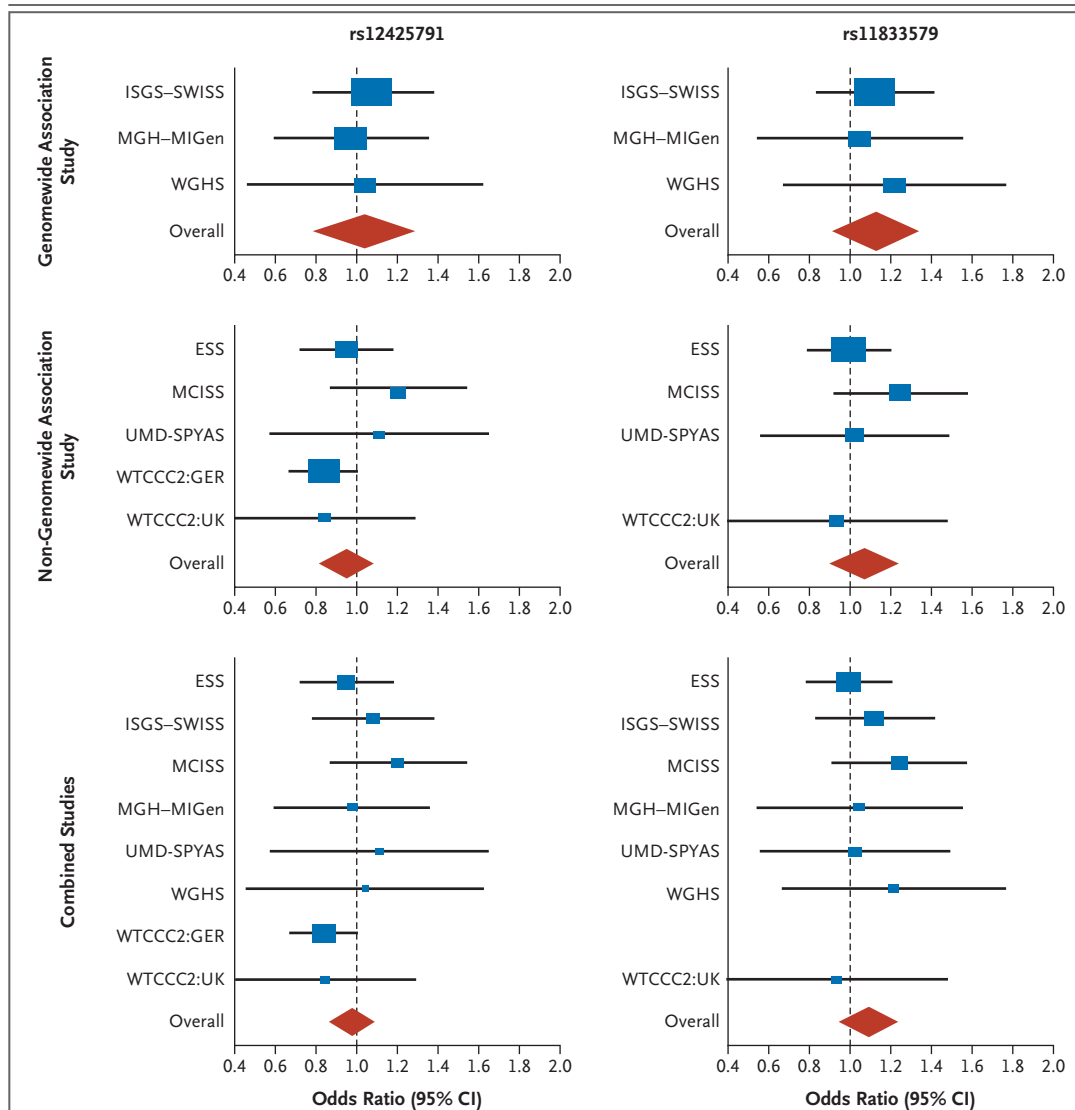 rs12425791
rs11833579
Genomewide Association
Study
ISGS–SWISS
MGH–MIGen
WGHS
Overall
0.4 0.6 0.8 1.0 1.2 1.4 1.6 1.8 2.0
ISGS–SWISS
MGH–MIGen
WGHS
Overall
0.4 0.6 0.8 1.0 1.2 1.4 1.6 1.8 2.0
Non-Genomewide Association
Study
ESS
MCISS
UMD-SPYAS
WTCCC2:GER
WTCCC2:UK
Overall
0.4 0.6 0.8 1.0 1.2 1.4 1.6 1.8 2.0
ESS
MCISS
UMD-SPYAS
WTCCC2:UK
Overall
0.4 0.6 0.8 1.0 1.2 1.4 1.6 1.8 2.0
Combined Studies
ESS
ISGS–SWISS
MCISS
MGH–MIGen
UMD-SPYAS
WGHS
WTCCC2:GER
WTCCC2:UK
Overall
0.4 0.6 0.8 1.0 1.2 1.4 1.6 1.8 2.0
Odds Ratio (95% CI)
ESS
ISGS–SWISS
MCISS
MGH–MIGen
UMD-SPYAS
WGHS
WTCCC2:UK
Overall
0.4 0.6 0.8 1.0 1.2 1.4 1.6 1.8 2.0
Odds Ratio (95% CI)